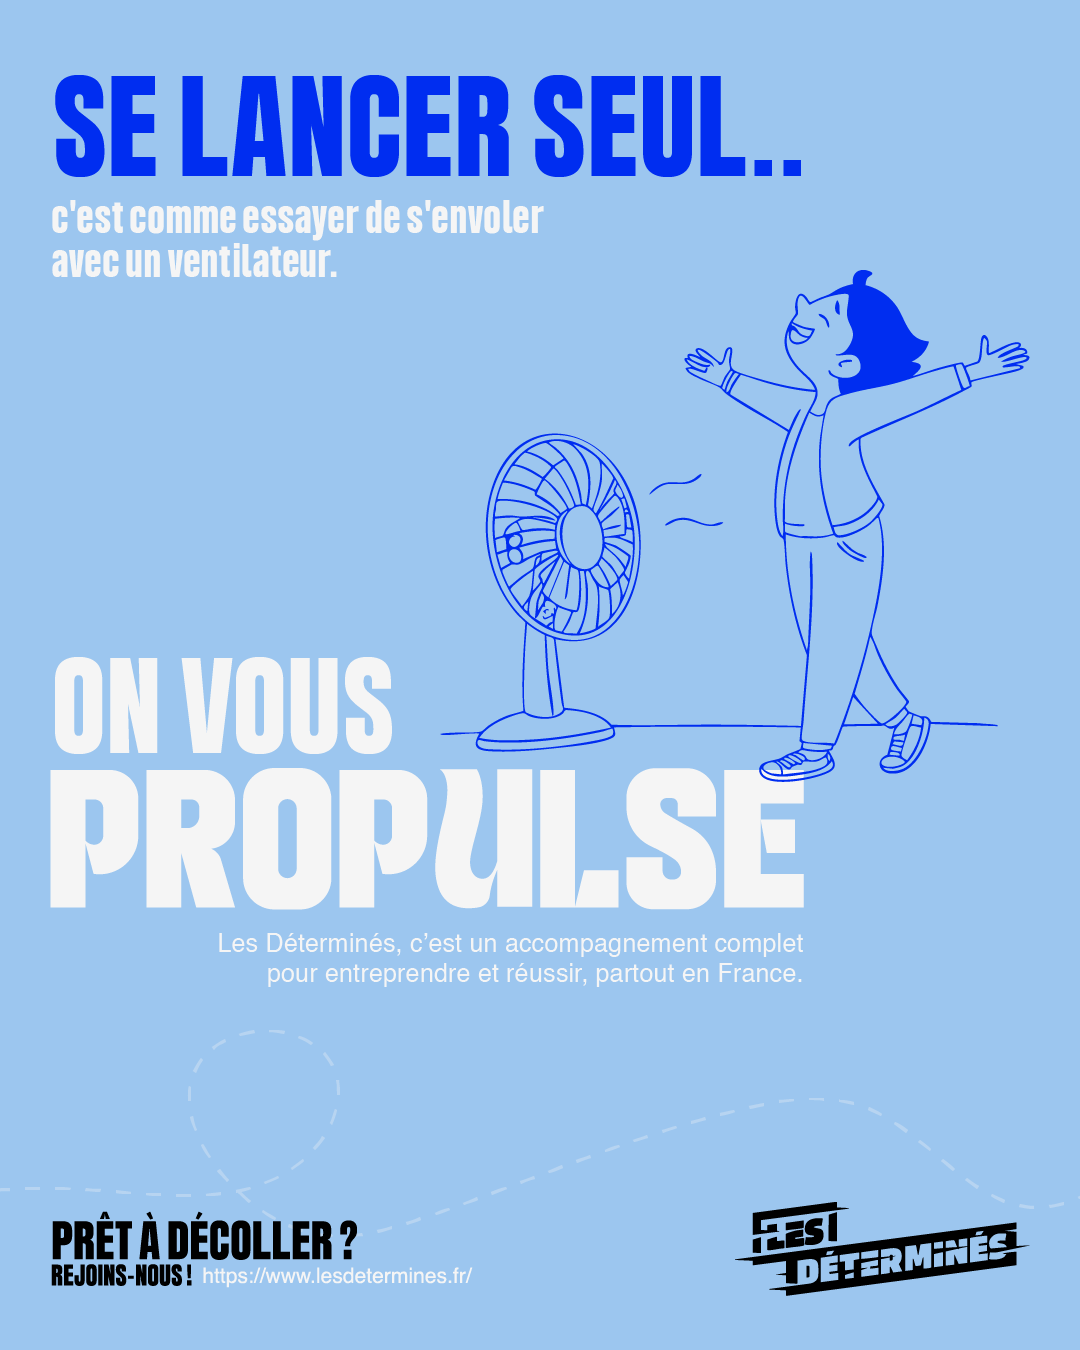 SE LANCER SEUL..
c'est comme essayer de s'envoler
avec un ventilateur.
ON VOUS
PROPULSE
Les Déterminés, c’est un accompagnement complet
pour entreprendre et réussir, partout en France.
PRÊT À DÉCOLLER ?
REJOINS-NOUS ! https://www.lesdetermines.fr/
LES
DÉTERMINÉS